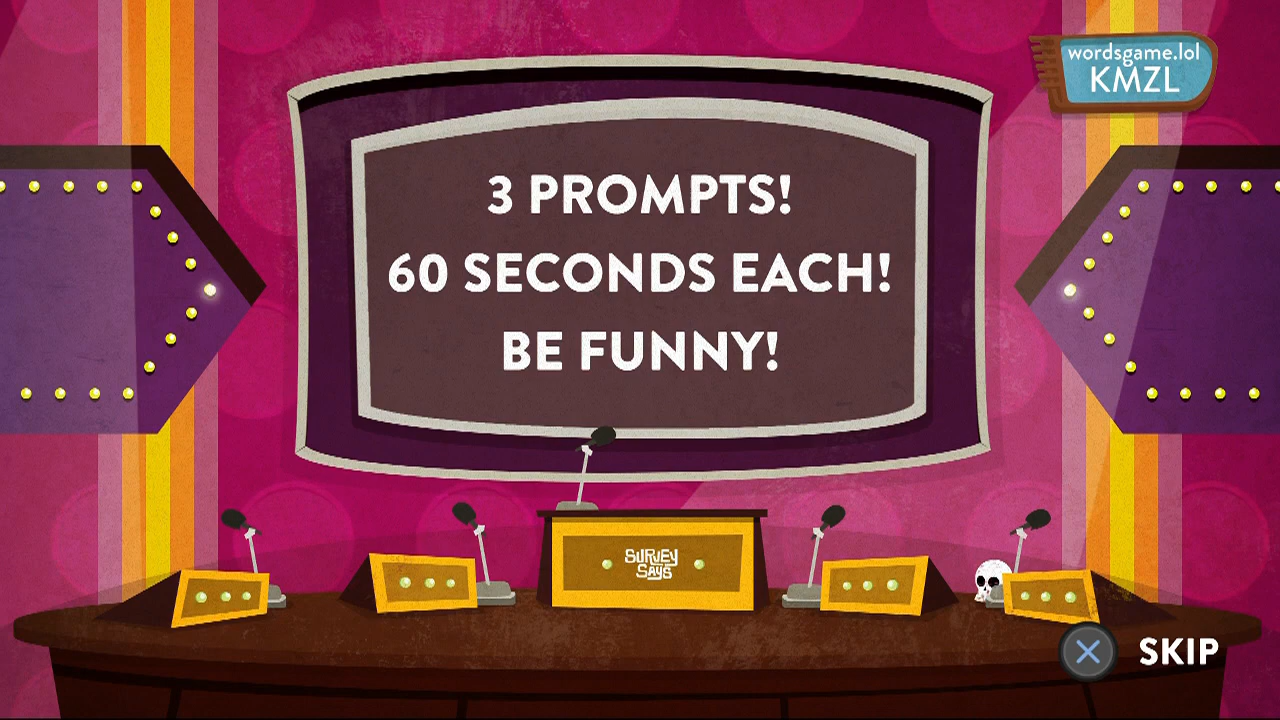 wordsgame.lol
KMZL
3 PROMPTS!
60 SECONDS EACH!
BE FUNNY!
SURVEY
SAYS
SKIP